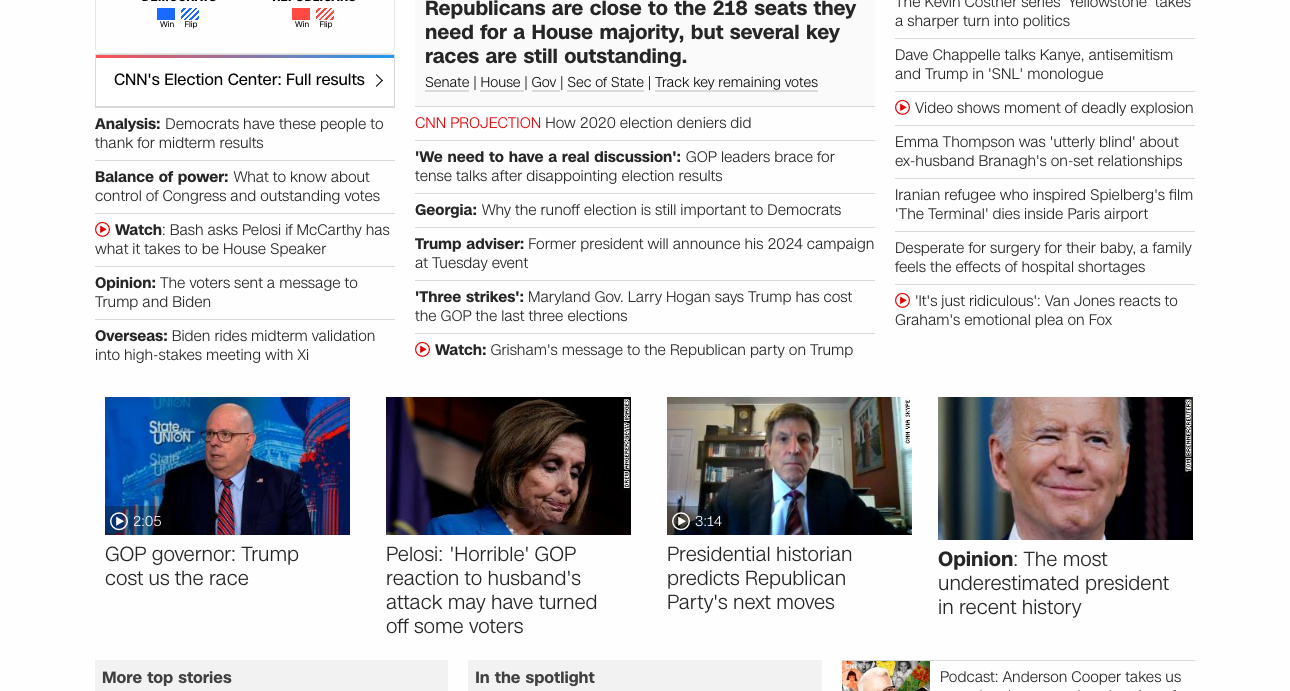 Win
Flip
Win
Flip
CNN's Election Center: Full results
Analysis: Democrats have these people to
thank for midterm results
Balance of power: What to know about
control of Congress and outstanding votes
Watch: Bash asks Pelosi if McCarthy has
what it takes to be House Speaker
Opinion: The voters sent a message to
Trump and Biden
Overseas: Biden rides midterm validation
into high-stakes meeting with Xi
Republicans are close to the 218 seats they
need for a House majority, but several key
races are still outstanding.
Senate | House | Gov | Sec of State | Track key remaining votes
CNN PROJECTION How 2020 election deniers did
'We need to have a real discussion': GOP leaders brace for
tense talks after disappointing election results
Georgia: Why the runoff election is still important to Democrats
Trump adviser: Former president will announce his 2024 campaign
at Tuesday event
'Three strikes': Maryland Gov. Larry Hogan says Trump has cost
the GOP the last three elections
Watch: Grisham's message to the Republican party on Trump
The Kevin Costner series 'Yellowstone' takes
a sharper turn into politics
Dave Chappelle talks Kanye, antisemitism
and Trump in 'SNL' monologue
Video shows moment of deadly explosion
Emma Thompson was 'utterly blind' about
ex-husband Branagh's on-set relationships
Iranian refugee who inspired Spielberg's film
'The Terminal' dies inside Paris airport
Desperate for surgery for their baby, a family
feels the effects of hospital shortages
'It's just ridiculous': Van Jones reacts to
Graham's emotional plea on Fox
State of the
UNION
2:05
GOP governor: Trump
cost us the race
Pelosi: 'Horrible' GOP
reaction to husband's
attack may have turned
off some voters
CNN VIA SKYPE
3:14
Presidential historian
predicts Republican
Party's next moves
Opinion: The most
underestimated president
in recent history
More top stories
In the spotlight
Podcast: Anderson Cooper takes us